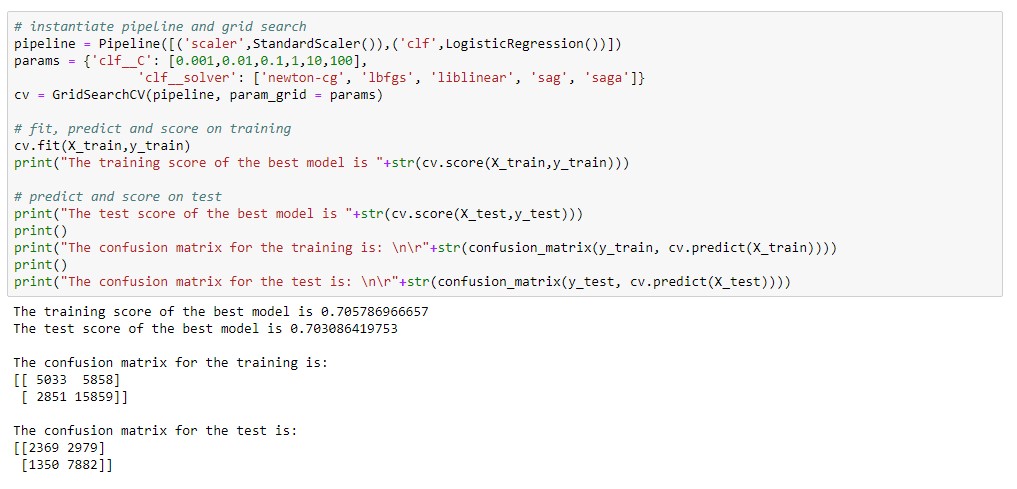 # instantiate pipeline and grid search
pipeline = Pipeline([('scaler',StandardScaler()),('clf',LogisticRegression())])
params = {'clf__C': [0.001,0.01,0.1,1,10,100],
'clf__solver': ['newton-cg', 'lbfgs', 'liblinear', 'sag', 'saga']}
cv = GridSearchCV(pipeline, param_grid = params)
# fit, predict and score on training
cv.fit(X_train,y_train)
print("The training score of the best model is "+str(cv.score(X_train,y_train)))
# predict and score on test
print("The test score of the best model is "+str(cv.score(X_test,y_test)))
print()
print("The confusion matrix for the training is: \n\r"+str(confusion_matrix(y_train, cv.predict(X_train))))
print()
print("The confusion matrix for the test is: \n\r"+str(confusion_matrix(y_test, cv.predict(X_test))))
The training score of the best model is 0.705786966657
The test score of the best model is 0.703086419753
The confusion matrix for the training is:
[[ 5033  5858]
[ 2851 15859]]
The confusion matrix for the test is:
[[2369 2979]
[1350 7882]]